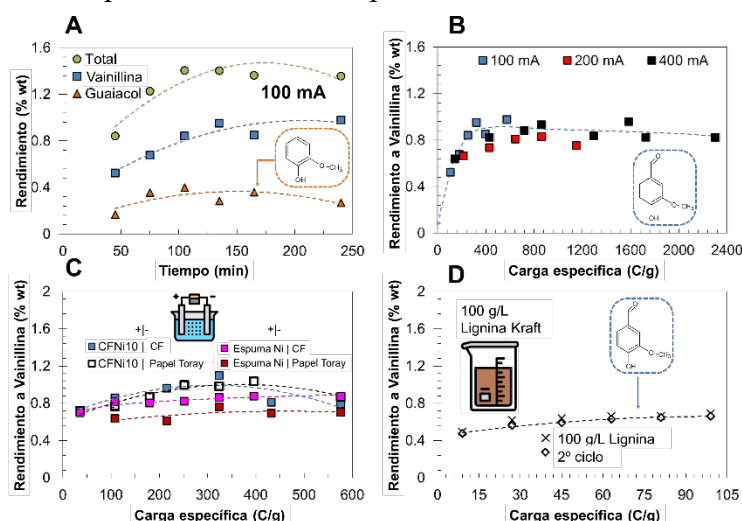 A
Total
Vainillina
Guaiacol
100 mA
Rendimiento (% wt)
1.6
1.2
0.8
0.4
0
0 50 100 150 200 250
Tiempo (min)
OH
O—CH₃
B
100 mA 200 mA 400 mA
Rendimiento a Vainillina (% wt)
1.6
1.2
0.8
0.4
0
0 400 800 1200 1600 2000 2400
Carga específica (C/g)
O
O—CH₃
OH
C
+ -
+|- +|-
CFNi10 | CF
CFNi10 | Papel Toray
Espuma Ni | CF
Espuma Ni | Papel Toray
Rendimiento a Vainillina (% wt)
2
1.6
1.2
0.8
0.4
0
0 100 200 300 400 500 600
Carga específica (C/g)
D
100 g/L
Lignina Kraft
O
O—CH₃
OH
100 g/L Lignina
2º ciclo
Rendimiento a Vainillina (% wt)
2
1.6
1.2
0.8
0.4
0
0 15 30 45 60 75 90 105
Carga específica (C/g)